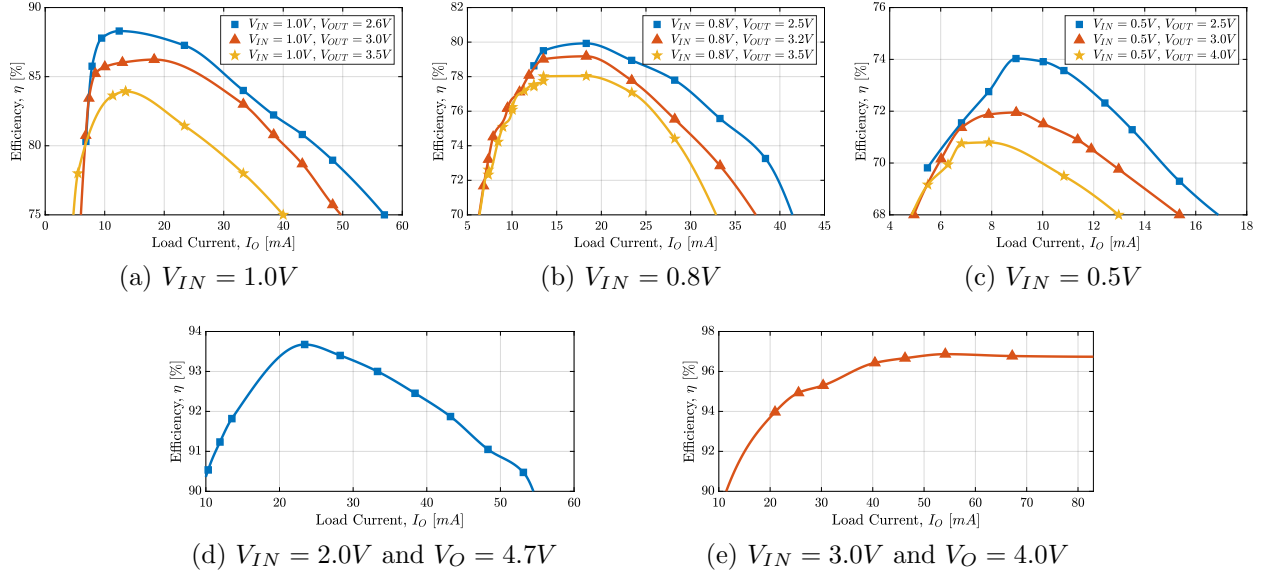 V_IN = 1.0V, V_OUT = 2.6V
V_IN = 1.0V, V_OUT = 3.0V
V_IN = 1.0V, V_OUT = 3.5V
Efficiency, η [%]
90
85
80
75
0 10 20 30 40 50 60
Load Current, I_O [mA]
(a) V_IN = 1.0V
V_IN = 0.8V, V_OUT = 2.5V
V_IN = 0.8V, V_OUT = 3.2V
V_IN = 0.8V, V_OUT = 3.5V
Efficiency, η [%]
82
80
78
76
74
72
70
5 10 15 20 25 30 35 40 45
Load Current, I_O [mA]
(b) V_IN = 0.8V
V_IN = 0.5V, V_OUT = 2.5V
V_IN = 0.5V, V_OUT = 3.0V
V_IN = 0.5V, V_OUT = 4.0V
Efficiency, η [%]
74
72
70
68
4 6 8 10 12 14 16 18
Load Current, I_O [mA]
(c) V_IN = 0.5V
Efficiency, η [%]
94
93
92
91
90
10 20 30 40 50 60
Load Current, I_O [mA]
(d) V_IN = 2.0V and V_O = 4.7V
Efficiency, η [%]
98
96
94
92
90
10 20 30 40 50 60 70 80
Load Current, I_O [mA]
(e) V_IN = 3.0V and V_O = 4.0V